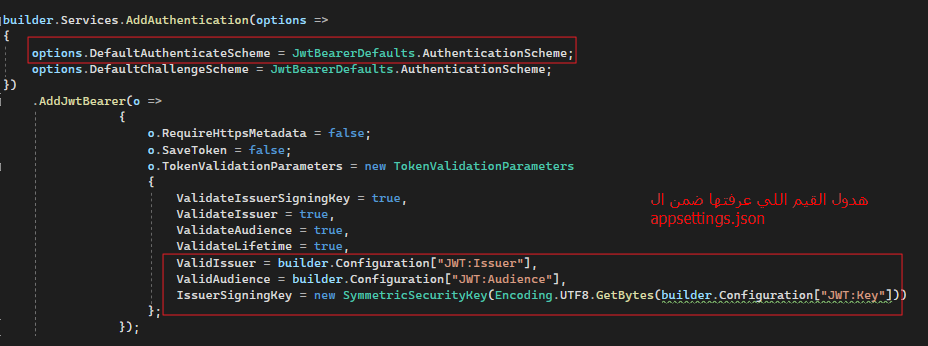 builder.Services.AddAuthentication(options =>
{
options.DefaultAuthenticateScheme = JwtBearerDefaults.AuthenticationScheme;
options.DefaultChallengeScheme = JwtBearerDefaults.AuthenticationScheme;
})
.AddJwtBearer(o =>
{
o.RequireHttpsMetadata = false;
o.SaveToken = false;
o.TokenValidationParameters = new TokenValidationParameters
{
ValidateIssuerSigningKey = true,
ValidateIssuer = true,
ValidateAudience = true,
ValidateLifetime = true,
ValidIssuer = builder.Configuration["JWT:Issuer"],
ValidAudience = builder.Configuration["JWT:Audience"],
IssuerSigningKey = new SymmetricSecurityKey(Encoding.UTF8.GetBytes(builder.Configuration["JWT:Key"]))
};
});
هدول القيم اللي عرفتها ضمن ال
appsettings.json